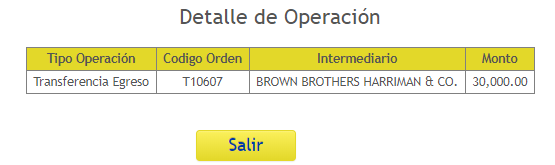 Detalle de Operación
Tipo Operación Codigo Orden Intermediario Monto
Transferencia Egreso T10607 BROWN BROTHERS HARRIMAN & CO. 30,000.00
Salir